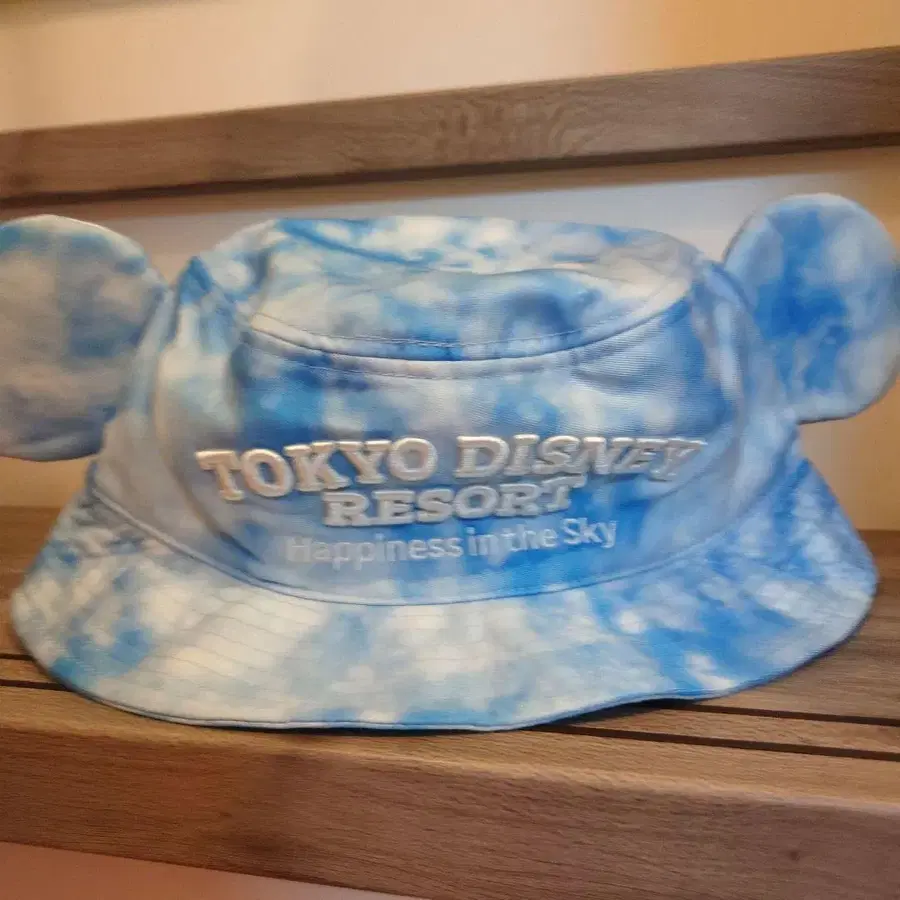 TOKYO DISNEY
RESORT
Happiness in the Sky